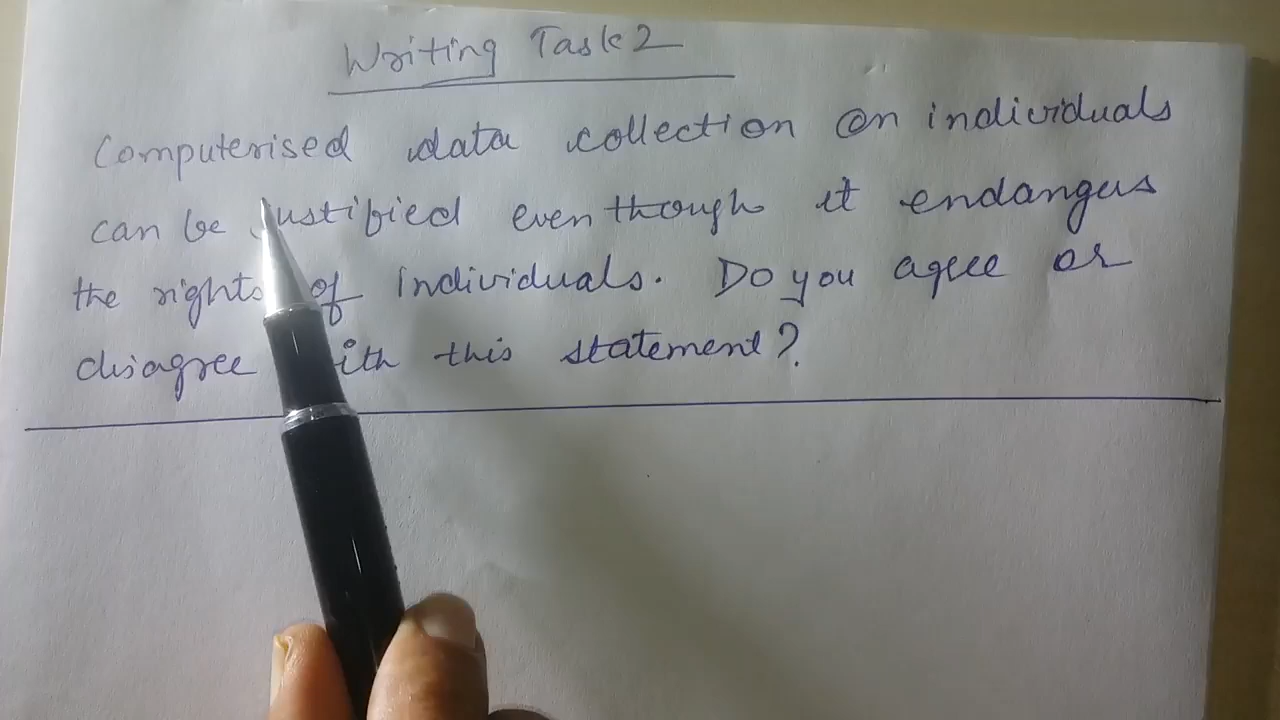 Writing Task 2
Computerised data collection on individuals
can be justified even though it endangers
the rights of individuals. Do you agree or
disagree with this statement?